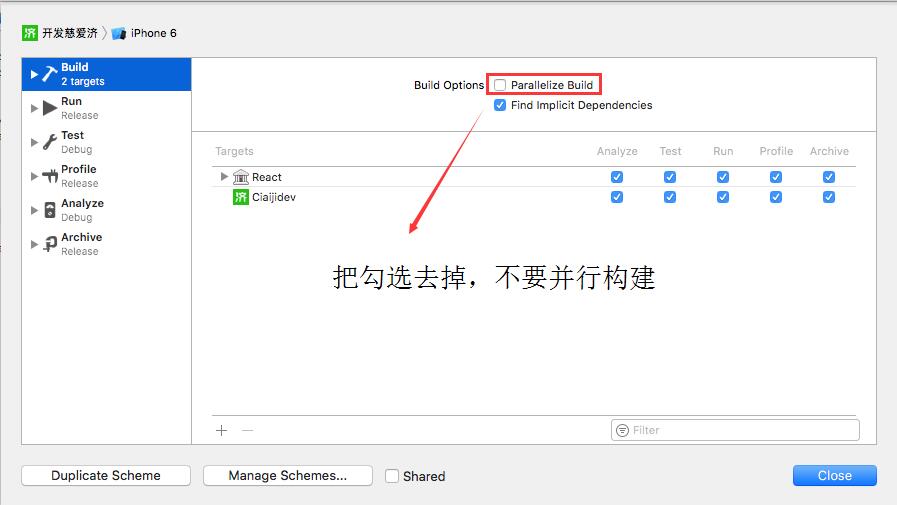 济 开发慈爱济 iPhone 6
Build
2 targets
Run
Release
Test
Debug
Profile
Release
Analyze
Debug
Archive
Release
Build Options Parallelize Build
Find Implicit Dependencies
Targets Analyze Test Run Profile Archive
React
济 Ciaijidev
把勾选去掉，不要并行构建
Filter
Duplicate Scheme Manage Schemes... Shared Close